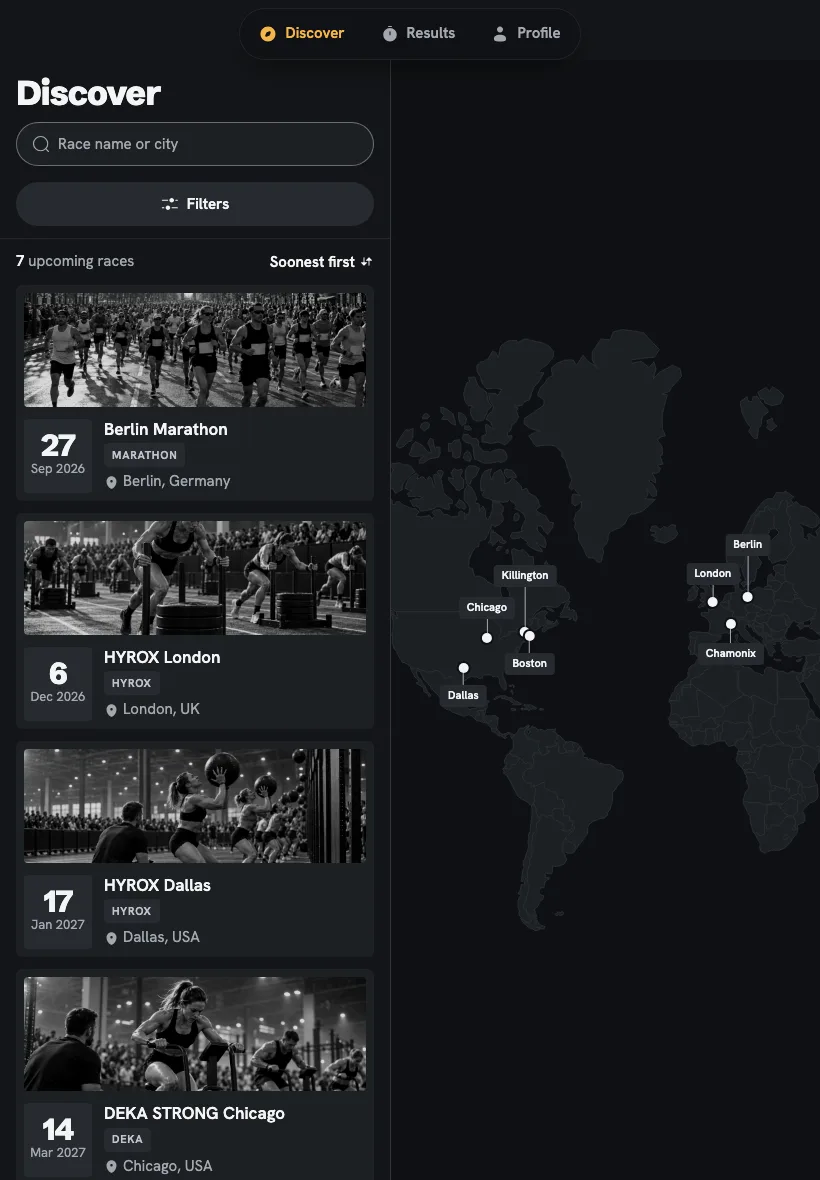 Discover
Results
Profile
Discover
Race name or city
Filters
7 upcoming races
Soonest first
27
Sep 2026
Berlin Marathon
MARATHON
Berlin, Germany
6
Dec 2026
HYROX London
HYROX
London, UK
17
Jan 2027
HYROX Dallas
HYROX
Dallas, USA
14
Mar 2027
DEKA STRONG Chicago
DEKA
Chicago, USA
Berlin
London
Killington
Chicago
Chamonix
Boston
Dallas